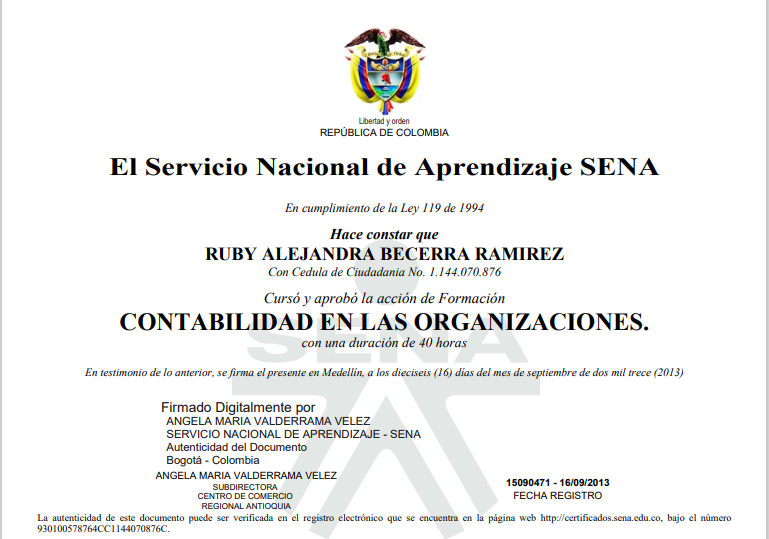 Libertad y orden
REPÚBLICA DE COLOMBIA
El Servicio Nacional de Aprendizaje SENA
En cumplimiento de la Ley 119 de 1994
Hace constar que
RUBY ALEJANDRA BECERRA RAMIREZ
Con Cedula de Ciudadania No. 1.144.070.876
Cursó y aprobó la acción de Formación
CONTABILIDAD EN LAS ORGANIZACIONES.
SENA
con una duración de 40 horas
En testimonio de lo anterior, se firma el presente en Medellín, a los dieciseis (16) días del mes de septiembre de dos mil trece (2013)
Firmado Digitalmente por
ANGELA MARIA VALDERRAMA VELEZ
SERVICIO NACIONAL DE APRENDIZAJE - SENA
Autenticidad del Documento
Bogotá - Colombia
ANGELA MARIA VALDERRAMA VELEZ
SUBDIRECTORA
CENTRO DE COMERCIO
REGIONAL ANTIOQUIA
15090471 - 16/09/2013
FECHA REGISTRO
La autenticidad de este documento puede ser verificada en el registro electrónico que se encuentra en la página web http://certificados.sena.edu.co, bajo el número
930100578764CC1144070876C.